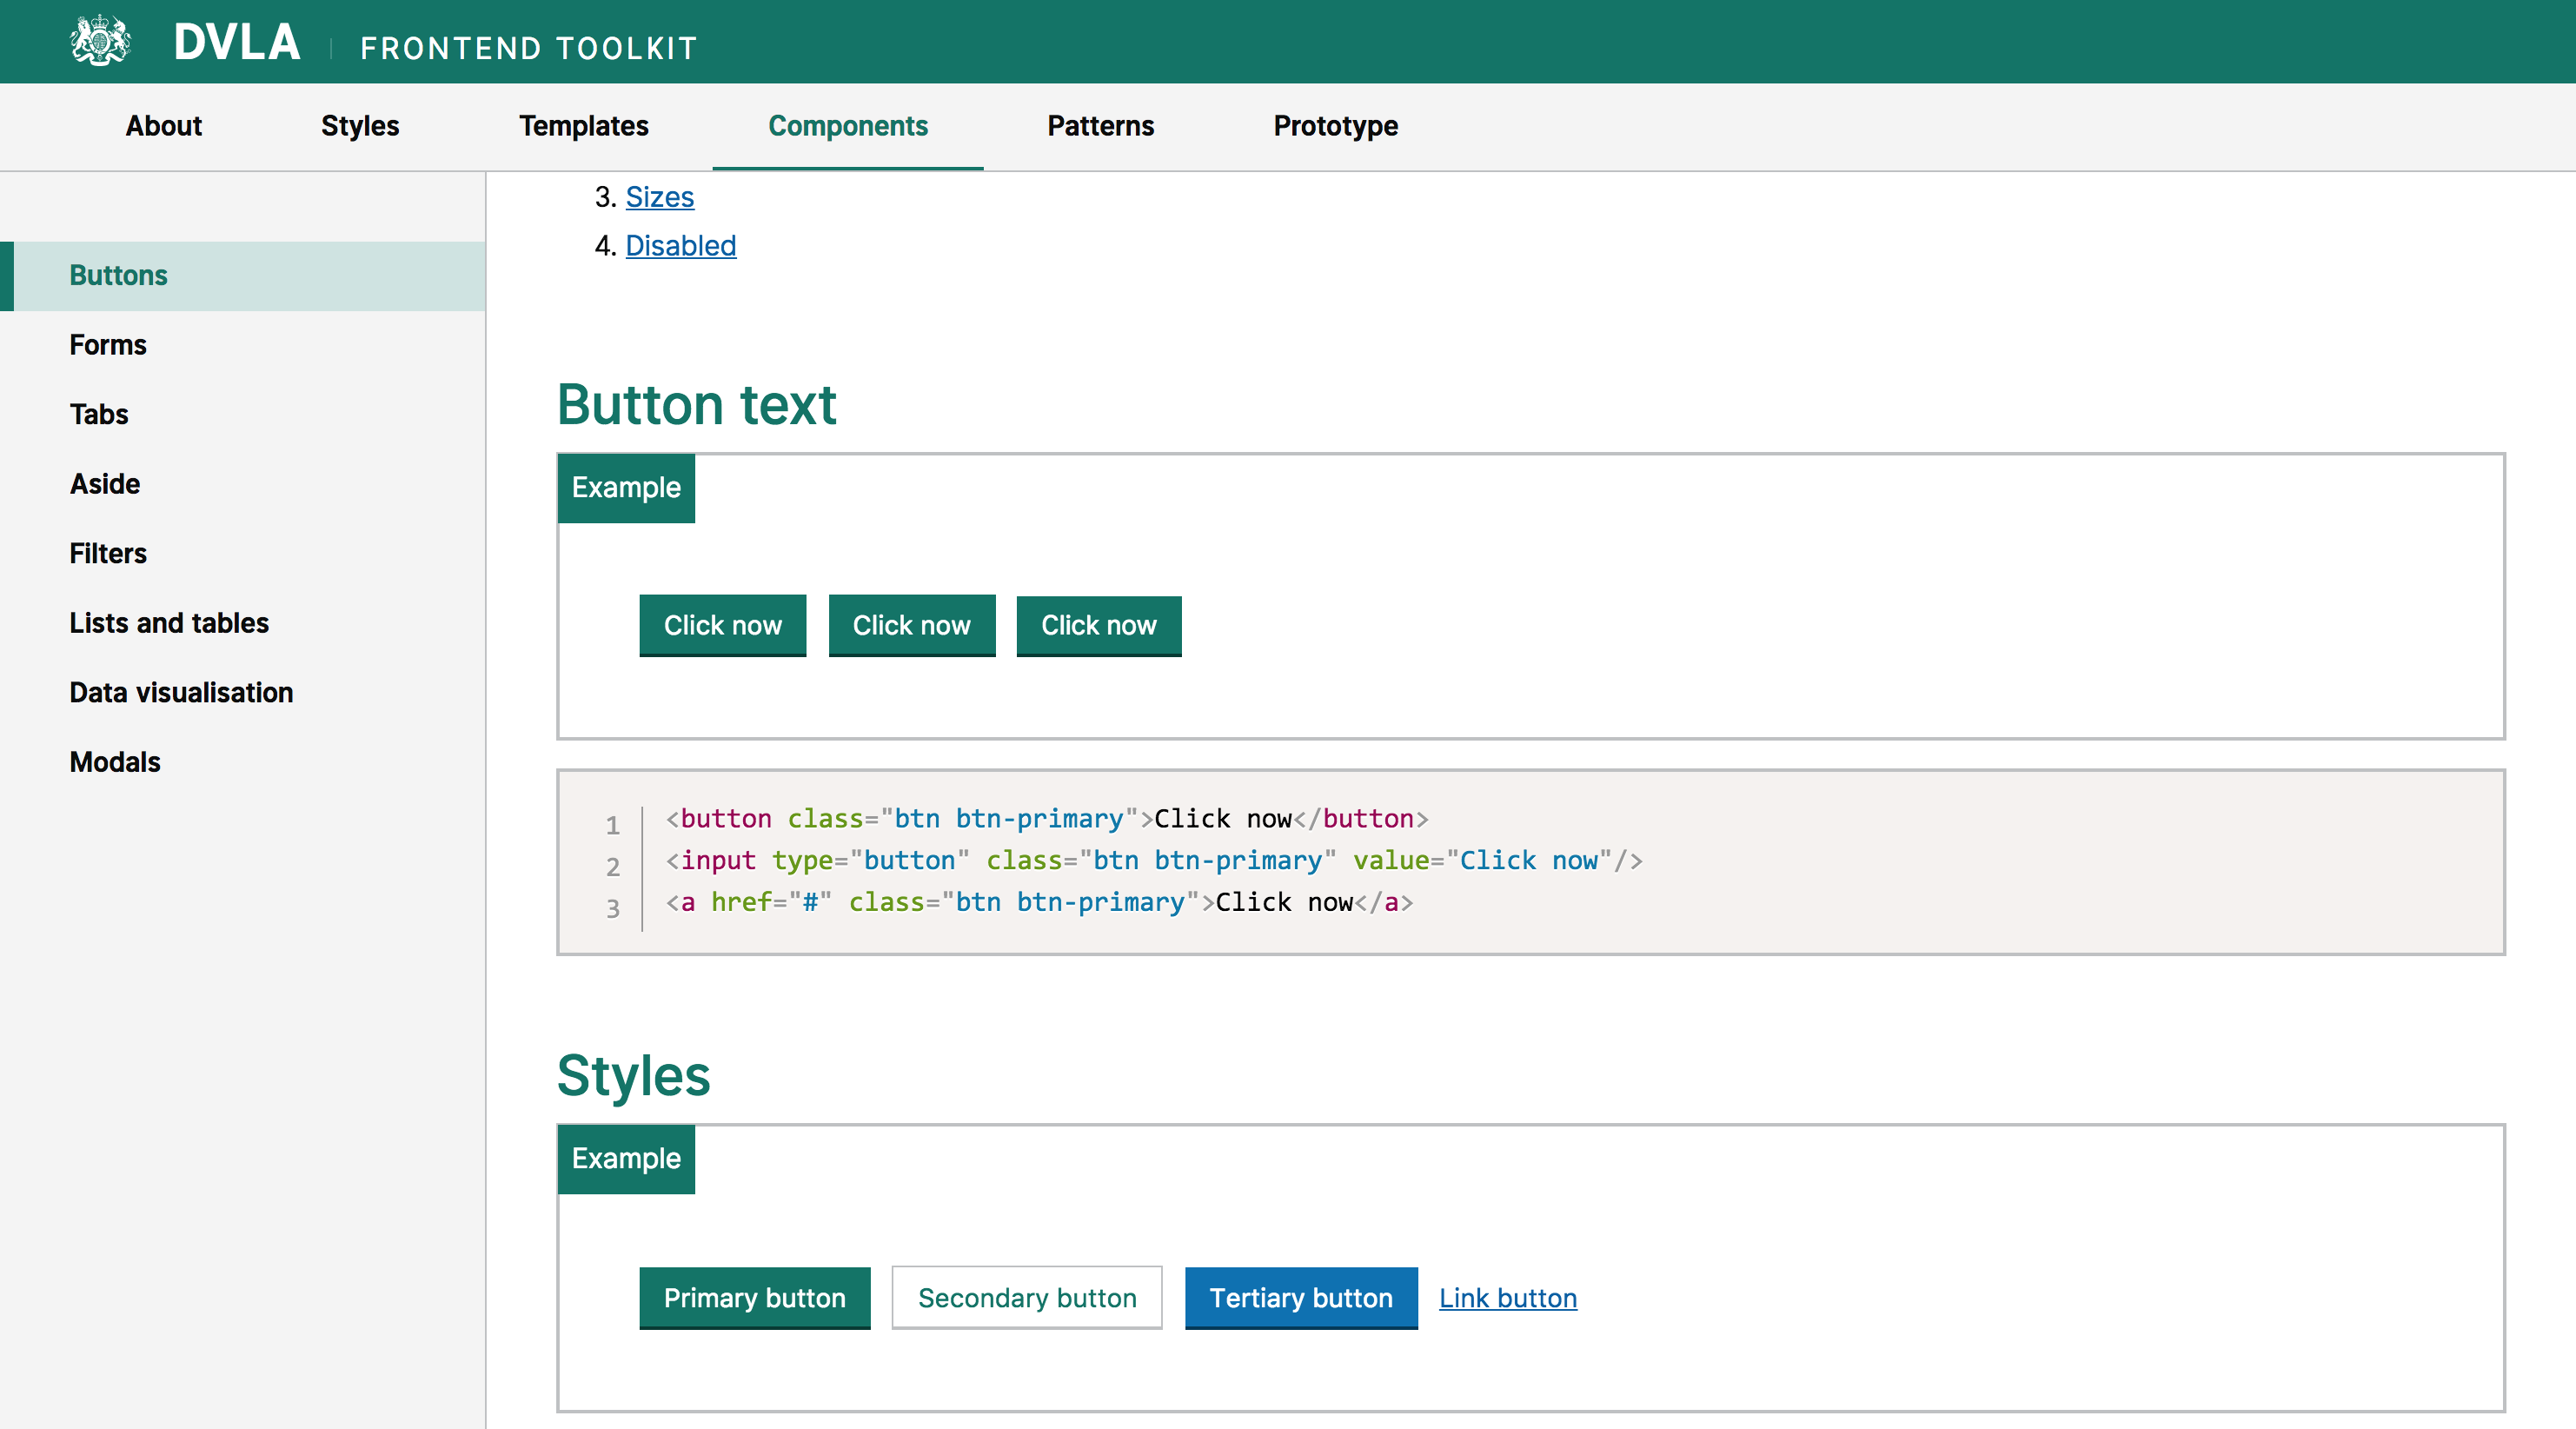 DVLA | FRONTEND TOOLKIT
About Styles Templates Components Patterns Prototype
Buttons
Forms
Tabs
Aside
Filters
Lists and tables
Data visualisation
Modals
3. Sizes
4. Disabled
Button text
Example
Click now Click now Click now
1 <button class="btn btn-primary">Click now</button>
2 <input type="button" class="btn btn-primary" value="Click now"/>
3 <a href="#" class="btn btn-primary">Click now</a>
Styles
Example
Primary button Secondary button Tertiary button Link button